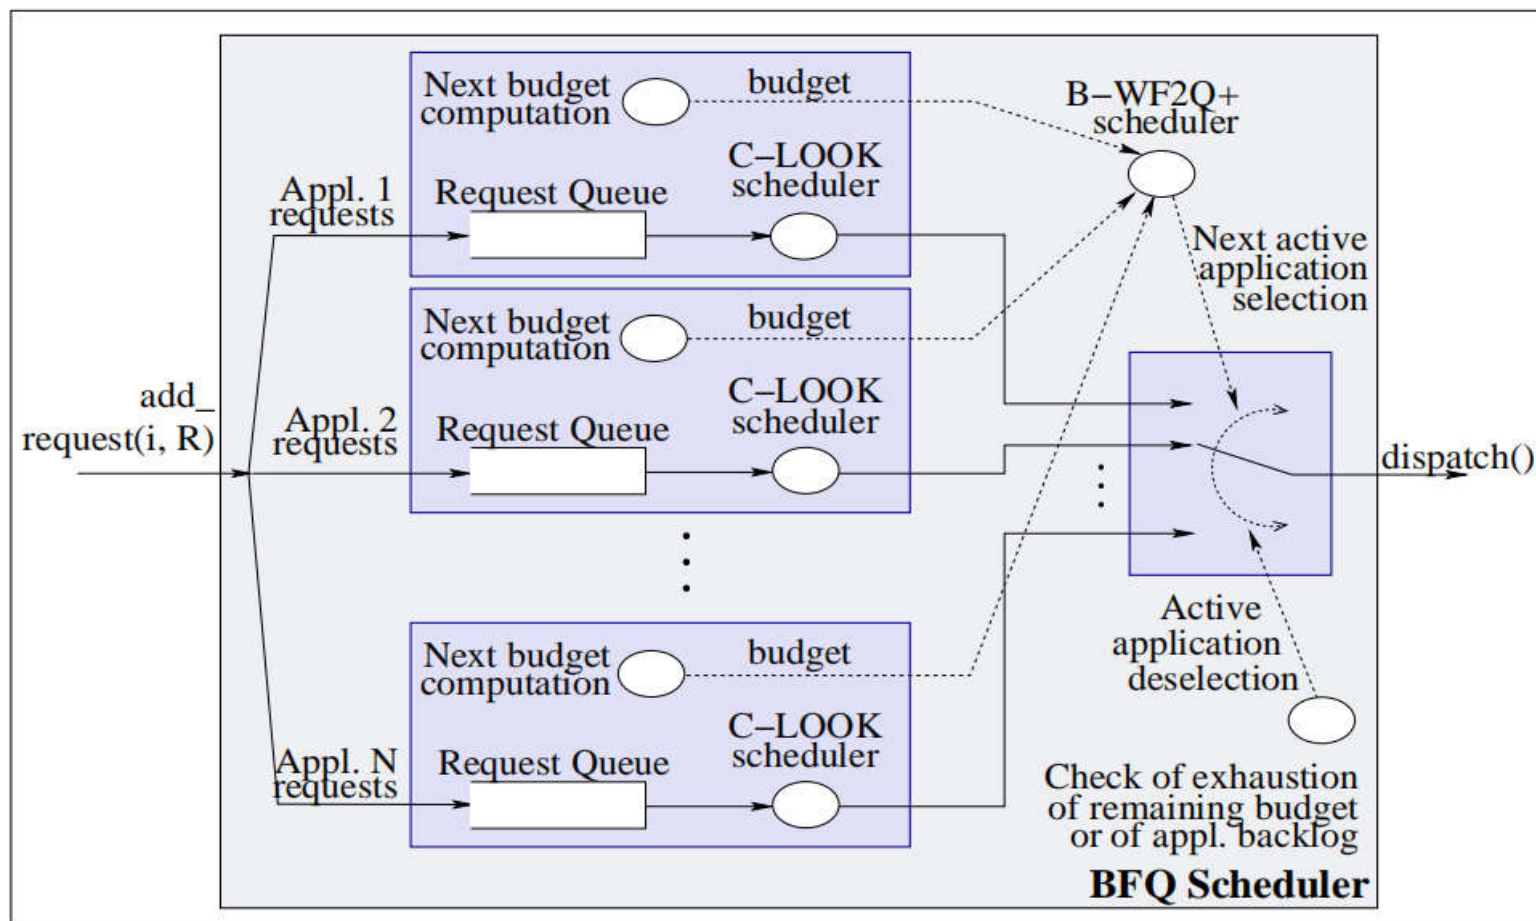 Next budget
computation
budget
Appl. 1
requests
Request Queue
C−LOOK
scheduler
B−WF2Q+
scheduler
Next active
application
selection
Next budget
computation
budget
add_
request(i, R)
Appl. 2
requests
Request Queue
C−LOOK
scheduler
dispatch()
Next budget
computation
budget
Appl. N
requests
Request Queue
C−LOOK
scheduler
Active
application
deselection
Check of exhaustion
of remaining budget
or of appl. backlog
BFQ Scheduler